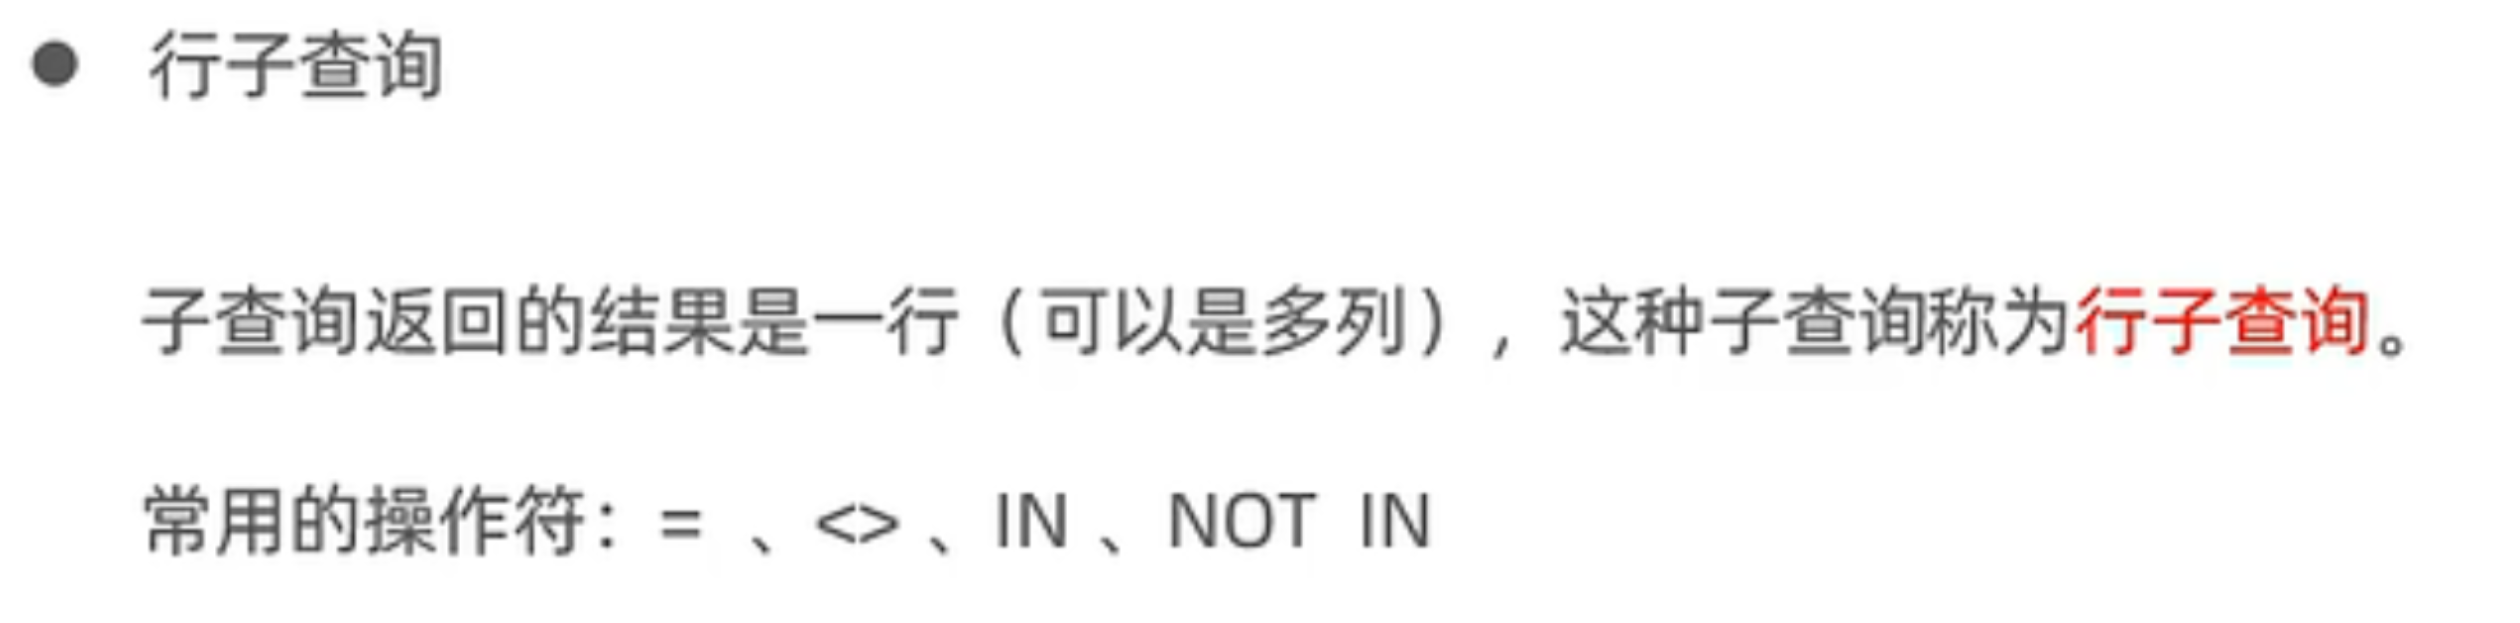 ● 行子查询
子查询返回的结果是一行（可以是多列），这种子查询称为行子查询。
常用的操作符：= 、<> 、IN 、NOT IN